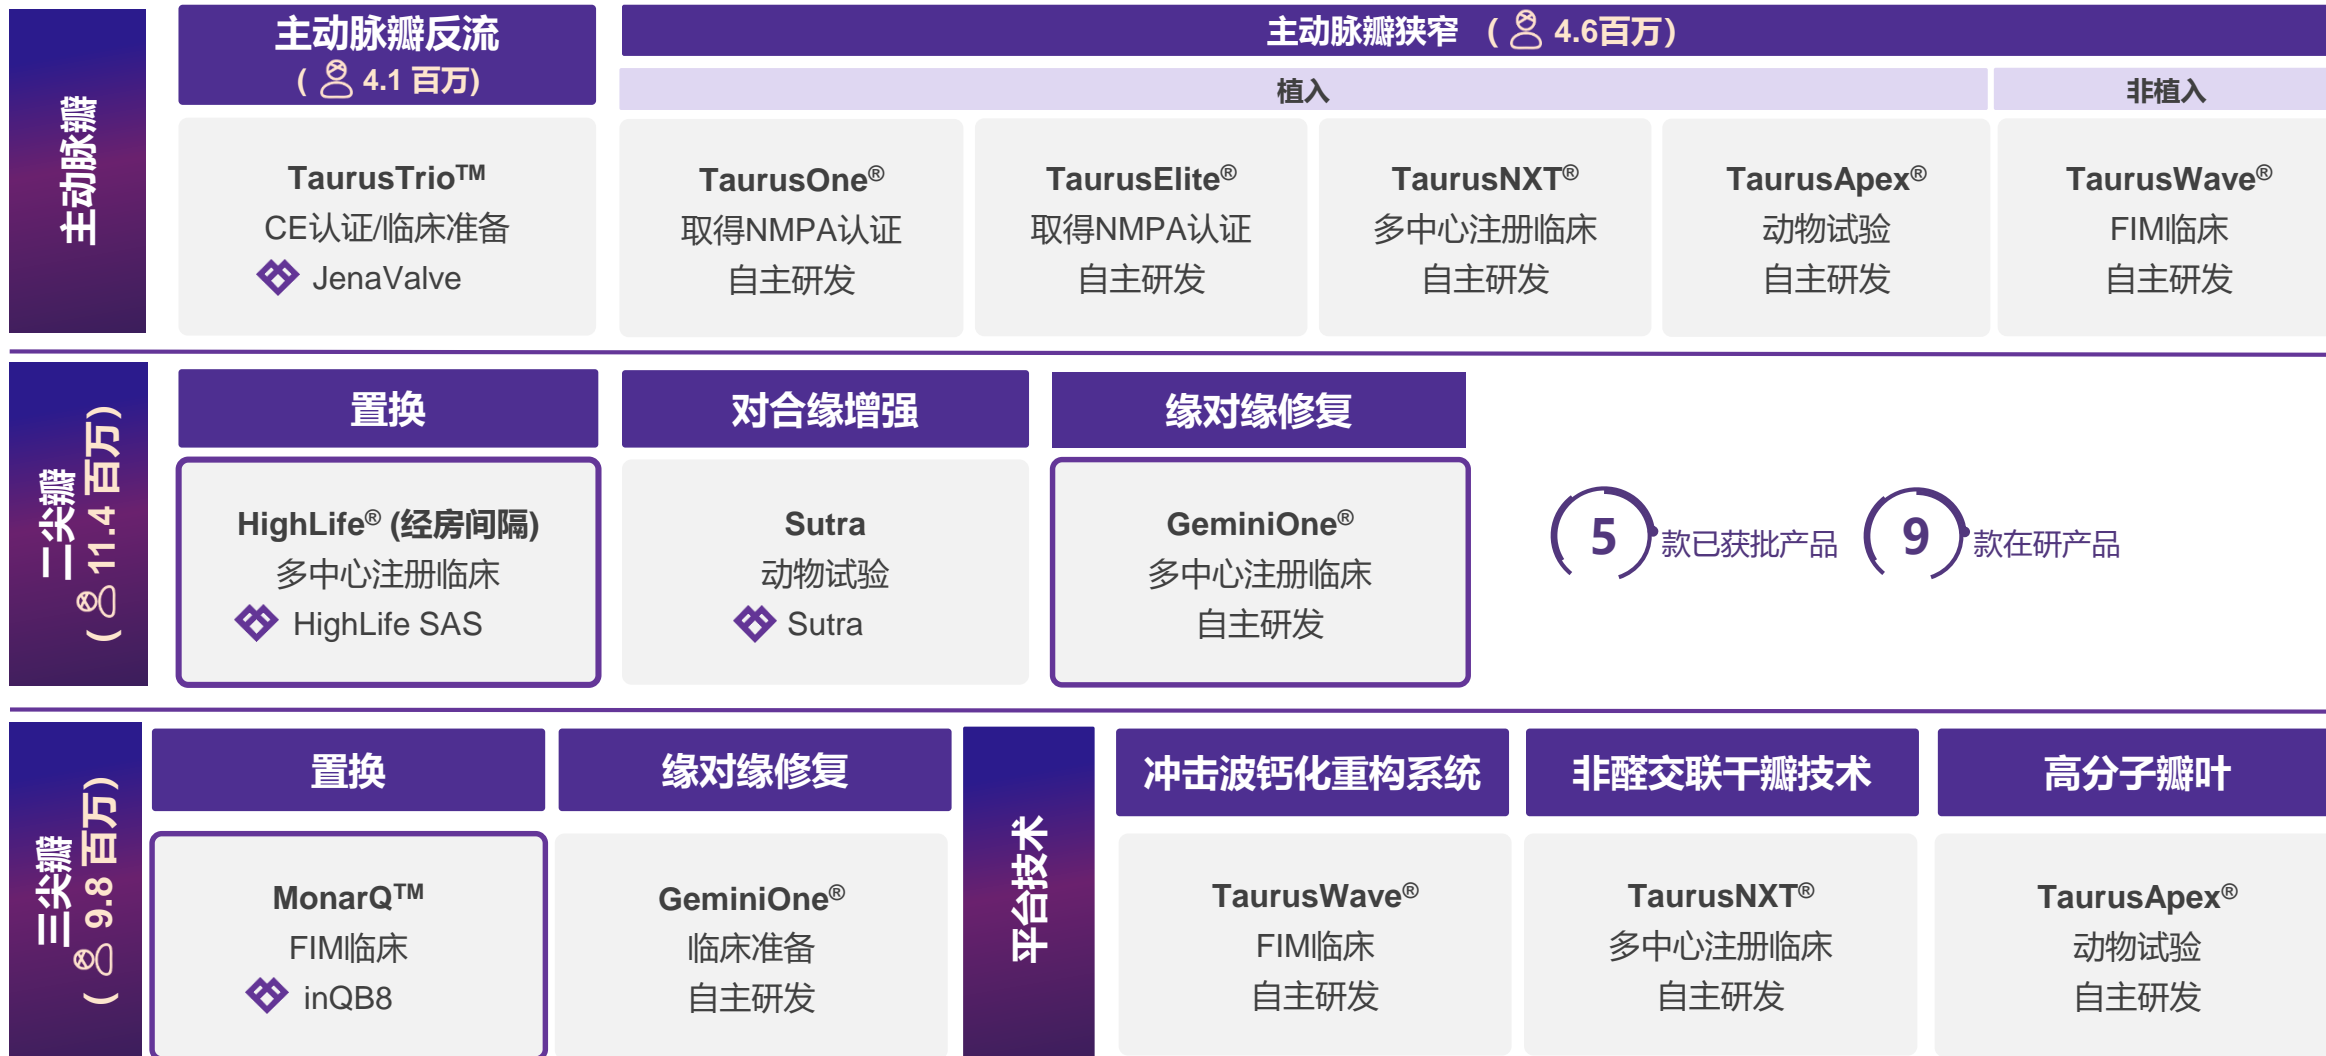 主动脉瓣
主动脉瓣反流
( 4.1 百万)
主动脉瓣狭窄 ( 4.6百万)
植入
非植入
TaurusTrio™
CE认证/临床准备
JenaValve
TaurusOne®
取得NMPA认证
自主研发
TaurusElite®
取得NMPA认证
自主研发
TaurusNXT®
多中心注册临床
自主研发
TaurusApex®
动物试验
自主研发
TaurusWave®
FIM临床
自主研发
二尖瓣
( 11.4 百万)
置换
HighLife® (经房间隔)
多中心注册临床
HighLife SAS
对合缘增强
Sutra
动物试验
Sutra
缘对缘修复
GeminiOne®
多中心注册临床
自主研发
5 款已获批产品
9 款在研产品
三尖瓣
( 9.8 百万)
置换
MonarQ™
FIM临床
inQB8
缘对缘修复
GeminiOne®
临床准备
自主研发
平台技术
冲击波钙化重构系统
TaurusWave®
FIM临床
自主研发
非醛交联干瓣技术
TaurusNXT®
多中心注册临床
自主研发
高分子瓣叶
TaurusApex®
动物试验
自主研发